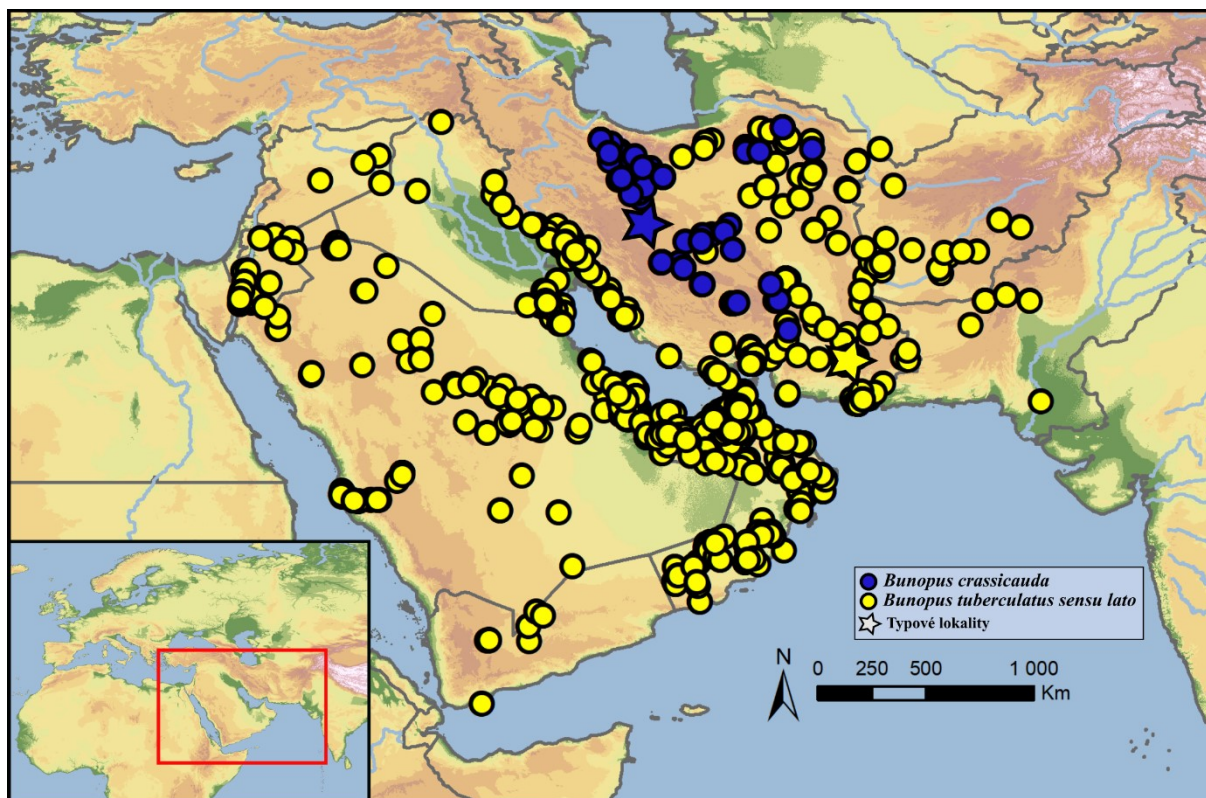 Bunopus crassicauda
Bunopus tuberculatus sensu lato
Typové lokality
N
0 250 500 1 000
Km